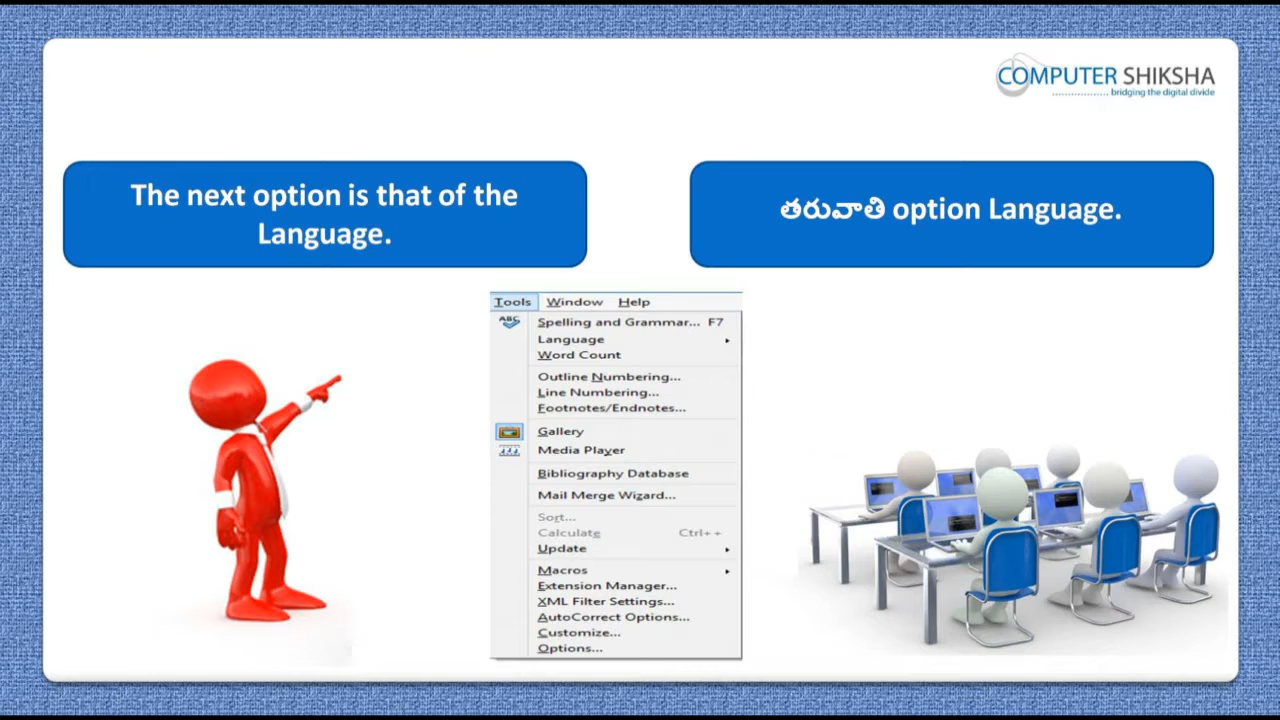 COMPUTER SHIKSHA
bridging the digital divide
The next option is that of the
Language.
తరువాతి option Language.
Tools Window Help
ABC
Spelling and Grammar... F7
Language
Word Count
Outline Numbering...
Line Numbering...
Footnotes/Endnotes...
Gallery
Media Player
Bibliography Database
Mail Merge Wizard...
Sort...
Calculate Ctrl++
Update
Macros
Extension Manager...
XML Filter Settings...
AutoCorrect Options...
Customize...
Options...